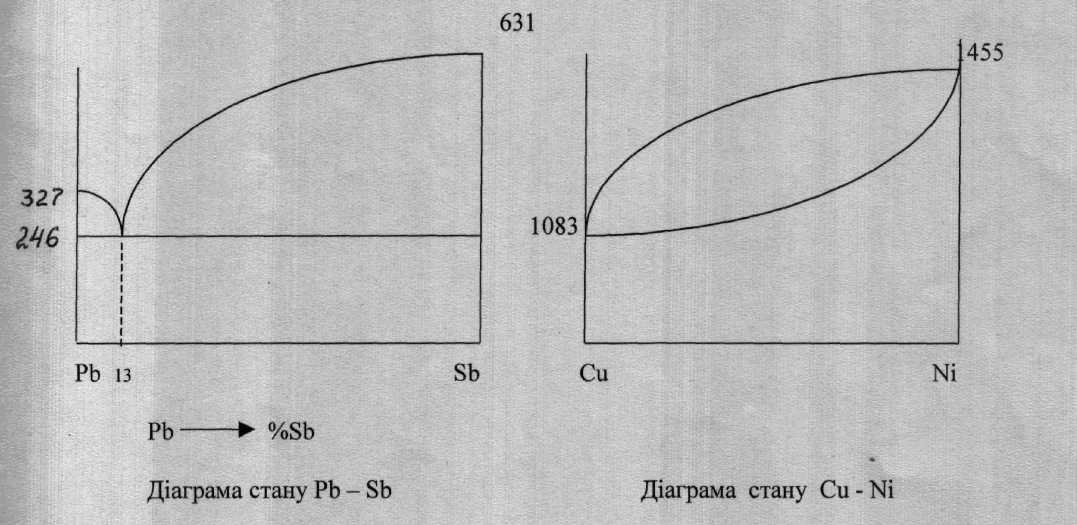 631
1455
327
246
1083
Pb 13 Sb
Cu Ni
Pb → %Sb
Діаграма стану Pb – Sb
Діаграма стану Cu - Ni